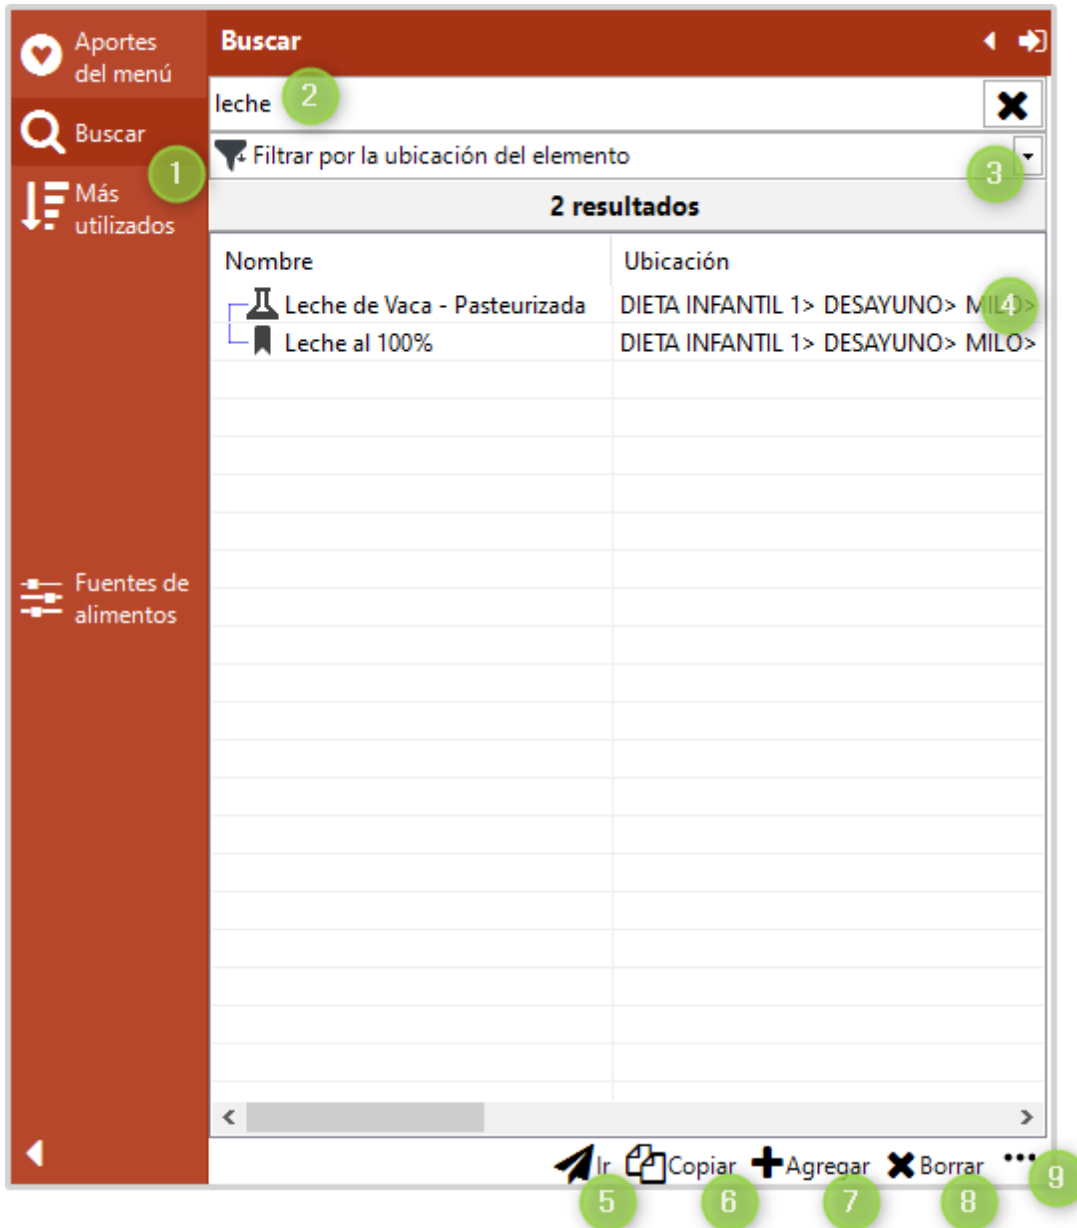 Aportes
del menú
Buscar
Más
utilizados
Fuentes de
alimentos
Buscar
leche
Filtrar por la ubicación del elemento
2 resultados
Nombre Ubicación
Leche de Vaca - Pasteurizada DIETA INFANTIL 1> DESAYUNO> MILO>
Leche al 100% DIETA INFANTIL 1> DESAYUNO> MILO>
Ir Copiar Agregar Borrar ...
1
2
3
4
5
6
7
8
9